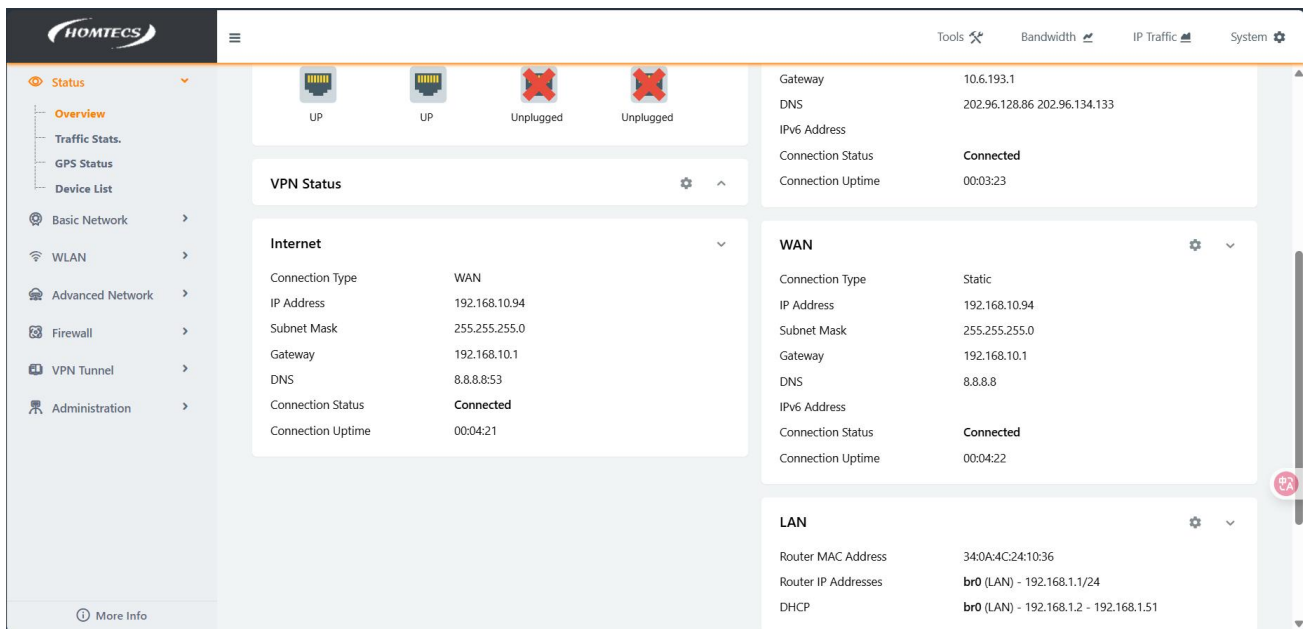 HOMTECS
Tools Bandwidth IP Traffic System
Status
Overview
Traffic Stats.
GPS Status
Device List
Basic Network
WLAN
Advanced Network
Firewall
VPN Tunnel
Administration
More Info
UP UP Unplugged Unplugged
VPN Status
Internet
Connection Type WAN
IP Address 192.168.10.94
Subnet Mask 255.255.255.0
Gateway 192.168.10.1
DNS 8.8.8.8:53
Connection Status Connected
Connection Uptime 00:04:21
Gateway 10.6.193.1
DNS 202.96.128.86 202.96.134.133
IPv6 Address
Connection Status Connected
Connection Uptime 00:03:23
WAN
Connection Type Static
IP Address 192.168.10.94
Subnet Mask 255.255.255.0
Gateway 192.168.10.1
DNS 8.8.8.8
IPv6 Address
Connection Status Connected
Connection Uptime 00:04:22
中A
LAN
Router MAC Address 34:0A:4C:24:10:36
Router IP Addresses br0 (LAN) - 192.168.1.1/24
DHCP br0 (LAN) - 192.168.1.2 - 192.168.1.51